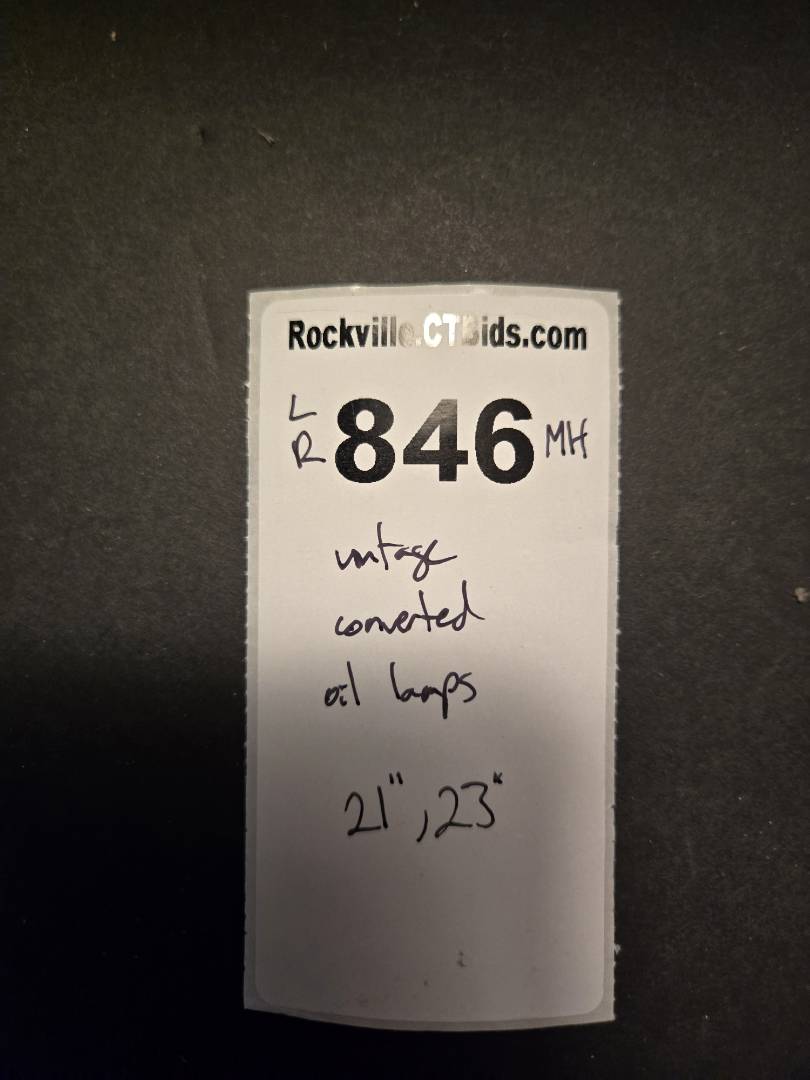 Rockville.CTBids.com
L
R 846 MH
vintage
converted
oil lamps
21", 23"